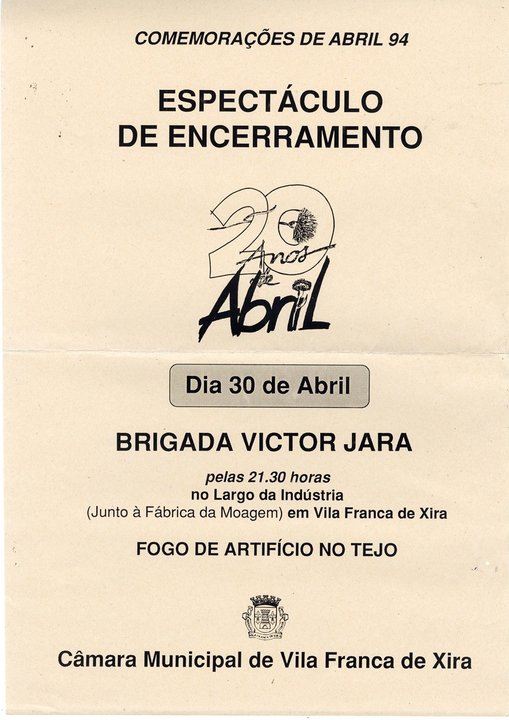 COMEMORAÇÕES DE ABRIL 94
ESPECTÁCULO
DE ENCERRAMENTO
20
Anos
de
Abril
Dia 30 de Abril
BRIGADA VICTOR JARA
pelas 21.30 horas
no Largo da Indústria
(Junto à Fábrica da Moagem) em Vila Franca de Xira
FOGO DE ARTIFÍCIO NO TEJO
Câmara Municipal de Vila Franca de Xira